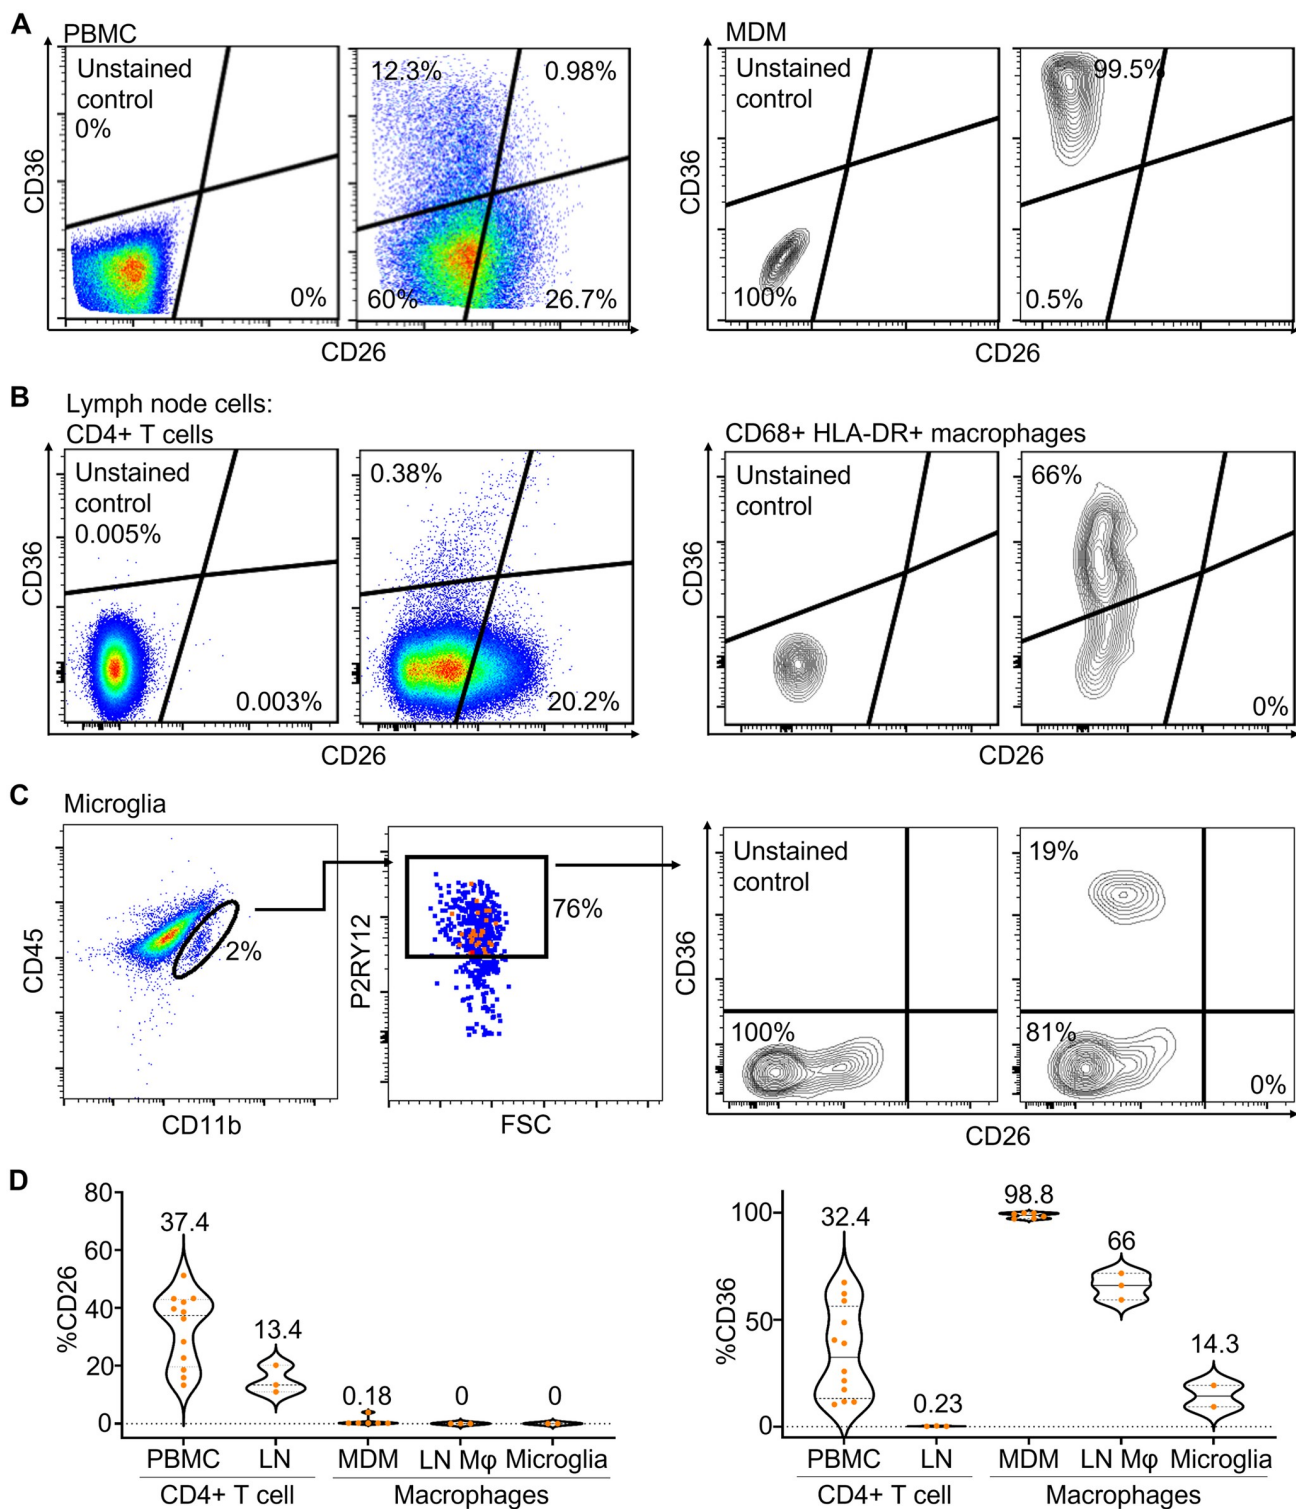 A
PBMC
CD36
Unstained
control
0%
0%
12.3%
0.98%
60%
26.7%
CD26
MDM
CD36
Unstained
control
100%
99.5%
0.5%
CD26
B
Lymph node cells:
CD4+ T cells
CD36
Unstained
control
0.005%
0.003%
0.38%
20.2%
CD26
CD68+ HLA-DR+ macrophages
CD36
Unstained
control
66%
0%
CD26
C
Microglia
CD45
2%
CD11b
P2RY12
76%
FSC
CD36
Unstained
control
100%
19%
81%
0%
CD26
D
%CD26
80
60
40
20
0
37.4
13.4
0.18
0
0
PBMC
LN
MDM
LN Mφ
Microglia
CD4+ T cell
Macrophages
%CD36
100
50
0
32.4
0.23
98.8
66
14.3
PBMC
LN
MDM
LN Mφ
Microglia
CD4+ T cell
Macrophages